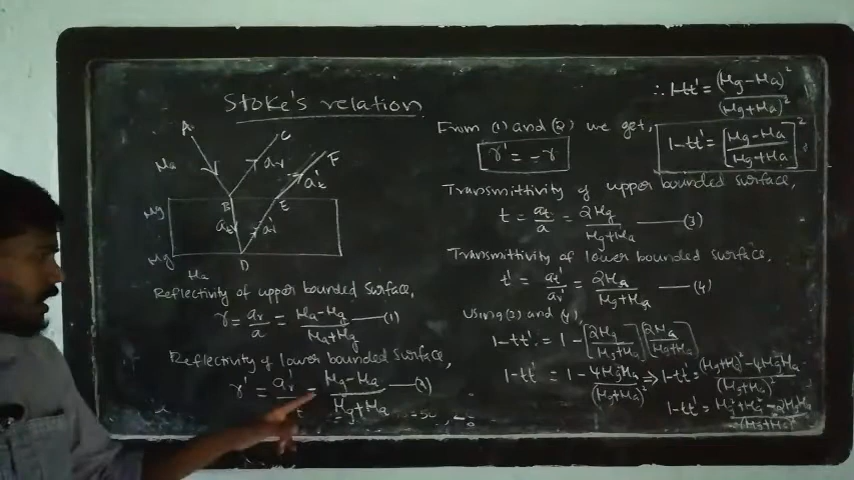 Stoke's relation
A
C
F
μa
ar
a't
μg
B
E
at
a'r
μg
D
μa
Reflectivity of upper bounded surface,
r = ar/a = μa-μg/μa+μg —(1)
Reflectivity of lower bounded surface,
r' = a'r/ t = μg-μa/μg+μa —(2)
∴ 1-tt' = (μg-μa)²/(μg+μa)²
From (1) and (2) we get,
r' = -r
1-tt' = [μg-μa/μg+μa]²
Transmittivity of upper bounded surface,
t = at/a = 2μg/μg+μa —(3)
Transmittivity of lower bounded surface,
t' = a't/ar = 2μa/μg+μa —(4)
Using (3) and (4),
1-tt' = 1 - [2μg/μg+μa][2μa/μg+μa]
1-tt' = 1 - 4μgμa/(μg+μa)² ⇒ 1-tt' = (μg+μa)²-4μgμa/(μg+μa)²
1-tt' = μg²+μa²-2μgμa/(μg+μa)²